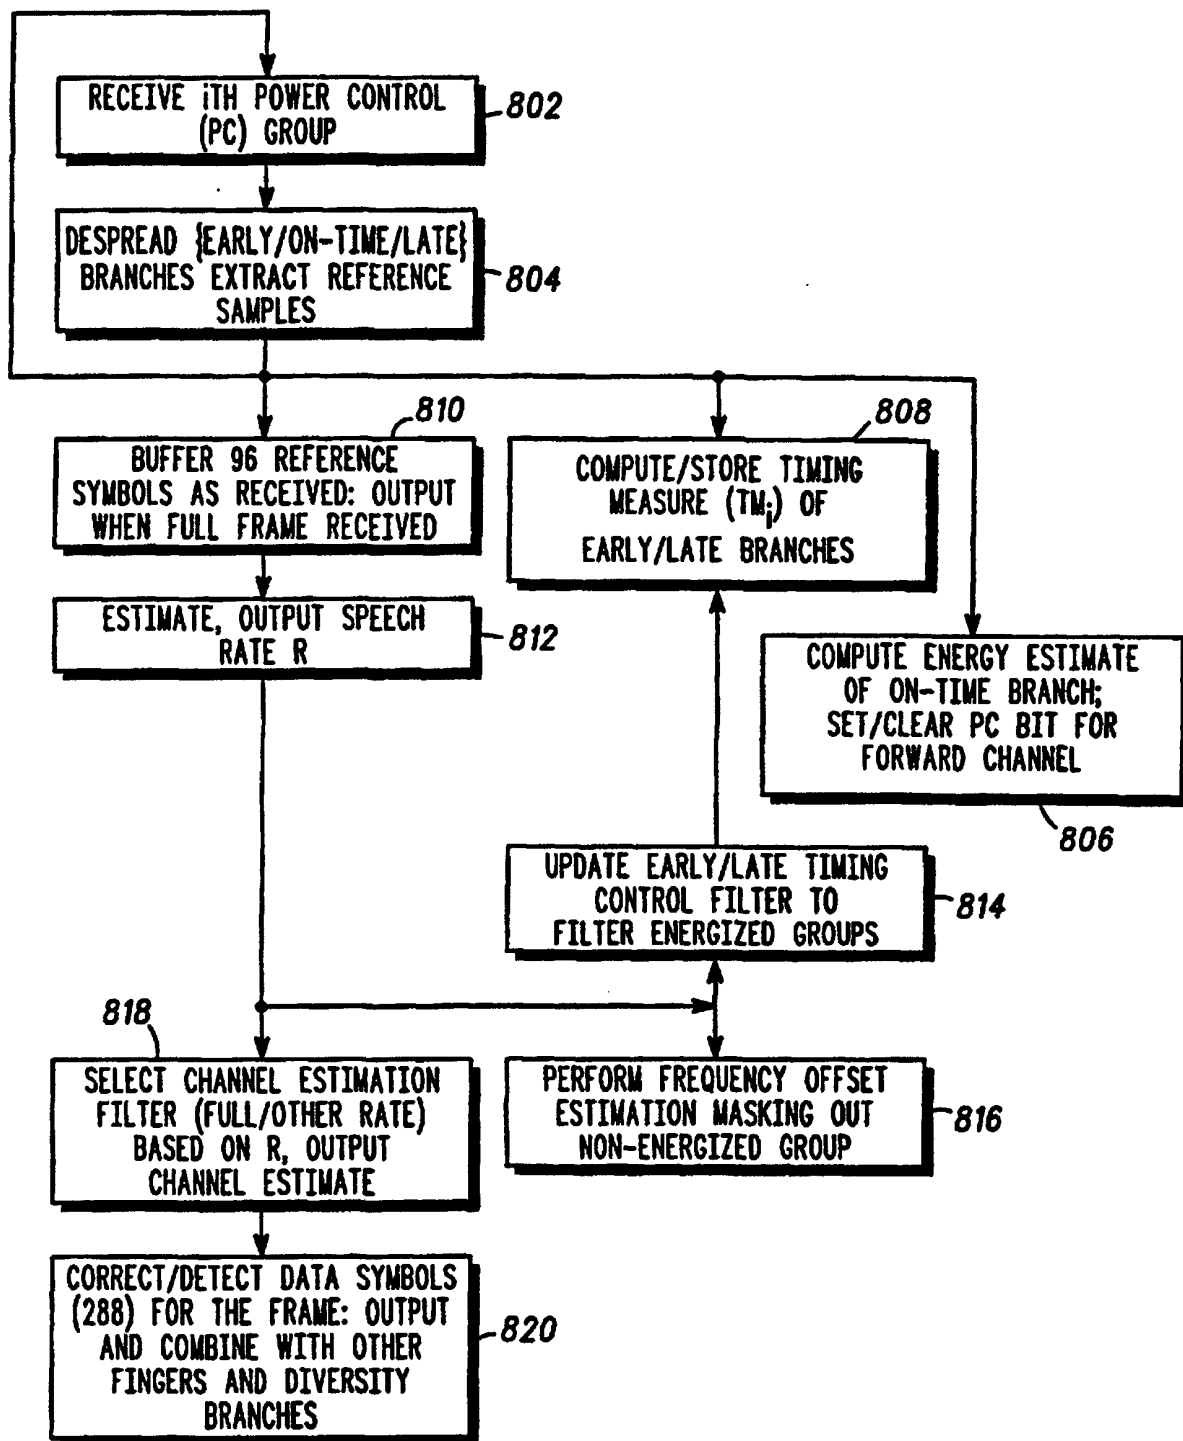 RECEIVE iTH POWER CONTROL
(PC) GROUP
802
DESPREAD {EARLY/ON-TIME/LATE}
BRANCHES EXTRACT REFERENCE
SAMPLES
804
810
BUFFER 96 REFERENCE
SYMBOLS AS RECEIVED: OUTPUT
WHEN FULL FRAME RECEIVED
808
COMPUTE/STORE TIMING
MEASURE (TMi) OF
EARLY/LATE BRANCHES
ESTIMATE, OUTPUT SPEECH
RATE R
812
COMPUTE ENERGY ESTIMATE
OF ON-TIME BRANCH;
SET/CLEAR PC BIT FOR
FORWARD CHANNEL
806
UPDATE EARLY/LATE TIMING
CONTROL FILTER TO
FILTER ENERGIZED GROUPS
814
818
SELECT CHANNEL ESTIMATION
FILTER (FULL/OTHER RATE)
BASED ON R, OUTPUT
CHANNEL ESTIMATE
PERFORM FREQUENCY OFFSET
ESTIMATION MASKING OUT
NON-ENERGIZED GROUP
816
CORRECT/DETECT DATA SYMBOLS
(288) FOR THE FRAME: OUTPUT
AND COMBINE WITH OTHER
FINGERS AND DIVERSITY
BRANCHES
820